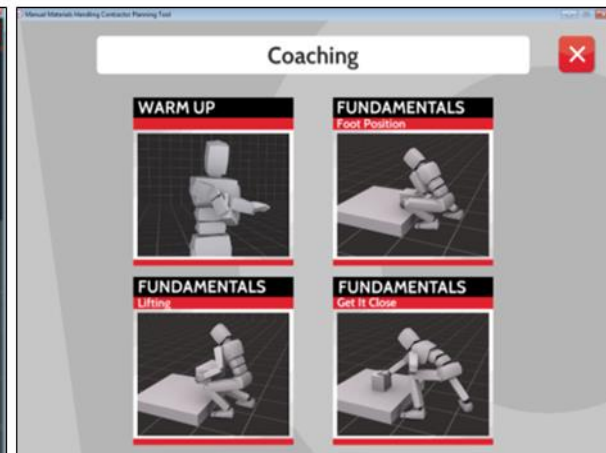 Manual Materials Handling Contractor Planning Tool
Coaching
WARM UP
FUNDAMENTALS
Foot Position
FUNDAMENTALS
Lifting
FUNDAMENTALS
Get It Close